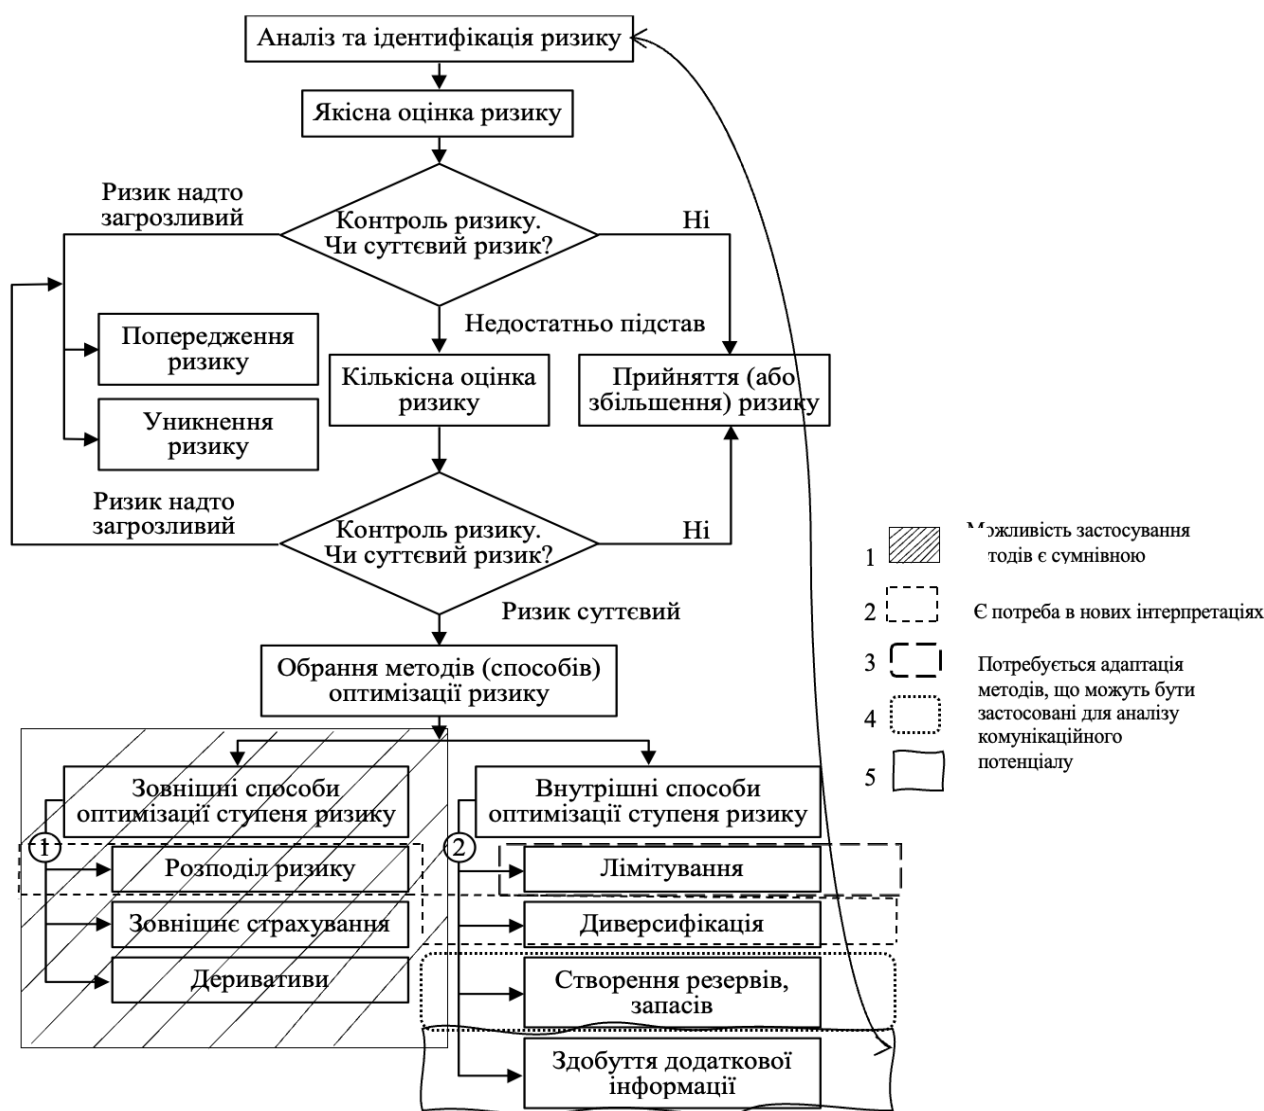 Аналіз та ідентифікація ризику
Якісна оцінка ризику
Ризик надто
загрозливий
Контроль ризику.
Чи суттєвий ризик?
Ні
Недостатньо підстав
Попередження
ризику
Уникнення
ризику
Кількісна оцінка
ризику
Прийняття (або
збільшення) ризику
Ризик надто
загрозливий
Контроль ризику.
Чи суттєвий ризик?
Ні
Ризик суттєвий
Обрання методів (способів)
оптимізації ризику
Зовнішні способи
оптимізації ступеня ризику
1
Розподіл ризику
Зовнішнє страхування
Деривативи
Внутрішні способи
оптимізації ступеня ризику
2
Лімітування
Диверсифікація
Створення резервів,
запасів
Здобуття додаткової
інформації
1
застосування
є сумнівною
2
Є потреба в нових інтерпретаціях
3
4
5
Потребується адаптація
методів, що можуть бути
застосовані для аналізу
комунікаційного
потенціалу